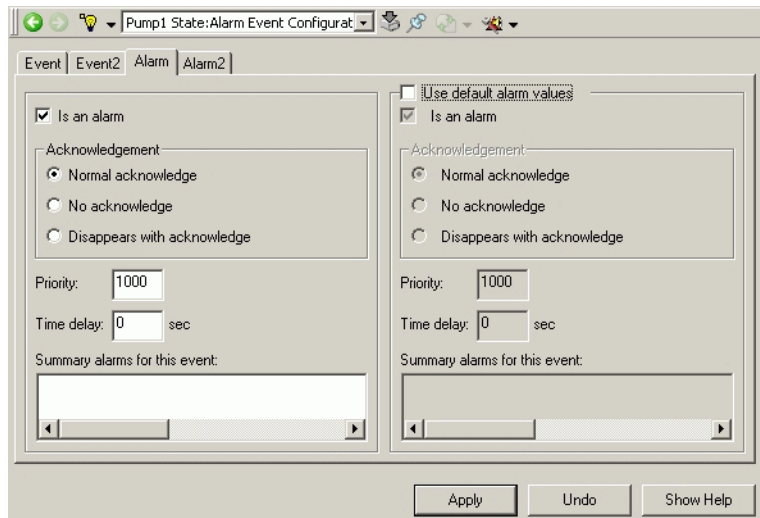 Pump1 State:Alarm Event Configurat
Event Event2 Alarm Alarm2
Is an alarm
Acknowledgement
Normal acknowledge
No acknowledge
Disappears with acknowledge
Priority: 1000
Time delay: 0 sec
Summary alarms for this event:
Use default alarm values
Is an alarm
Acknowledgement
Normal acknowledge
No acknowledge
Disappears with acknowledge
Priority: 1000
Time delay: 0 sec
Summary alarms for this event:
Apply Undo Show Help